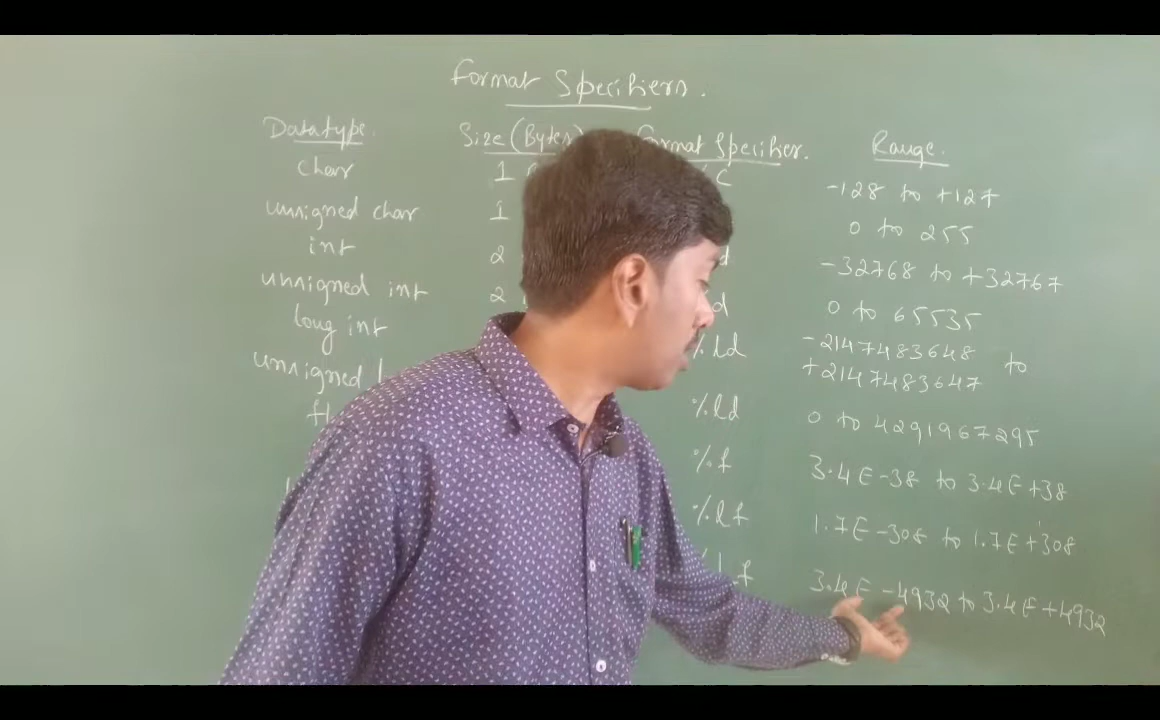 Format Specifiers.
Datatype. Size (Bytes) Format Specifier. Range.
char 1 C -128 to +127
unsigned char 1 0 to 255
int 2 d -32768 to +32767
unsigned int 2 d 0 to 65535
long int %ld -2147483648 to
+2147483647
unsigned %ld 0 to 4291967295
%f 3.4E-38 to 3.4E+38
%lf 1.7E-308 to 1.7E+308
3.4E-4932 to 3.4E+4932